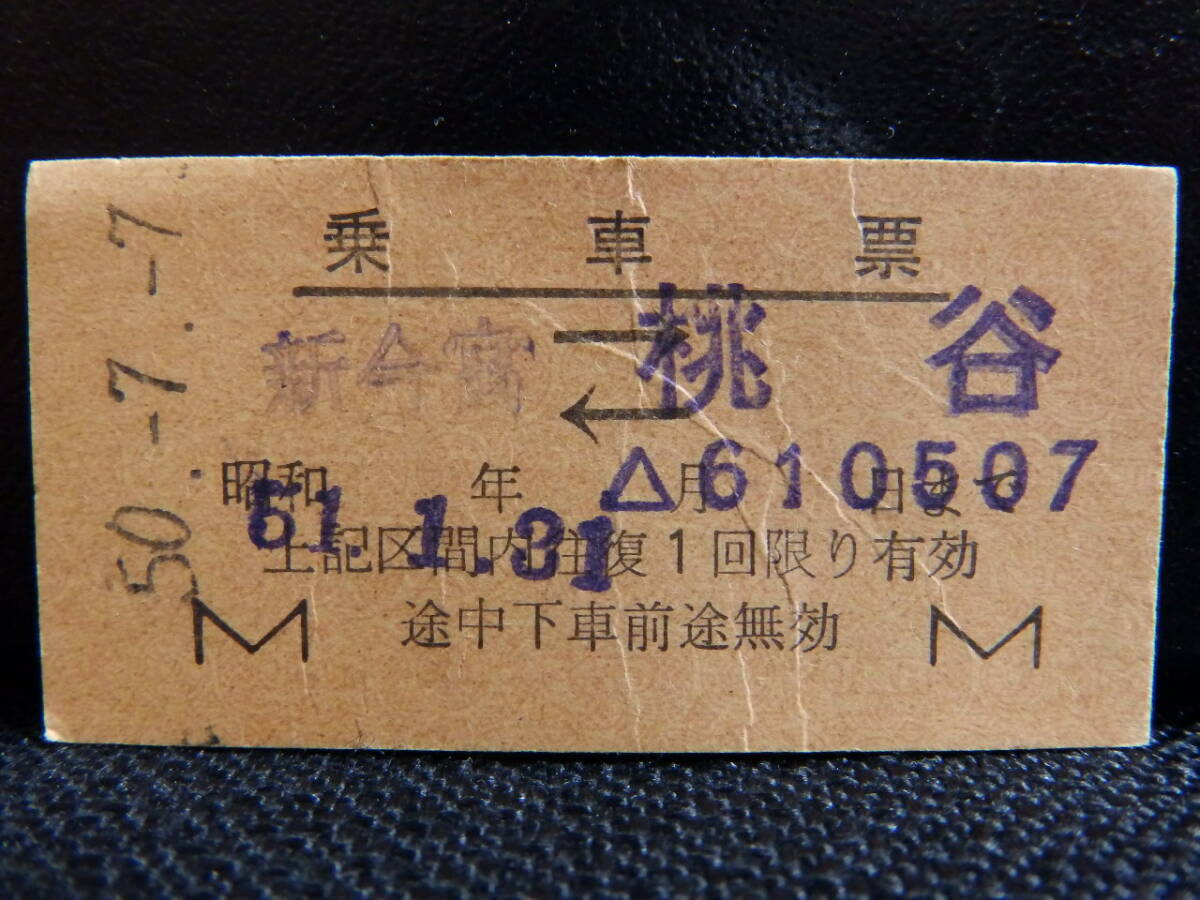 乗車票
新今宮 桃谷
昭和 年 月 日まで
△610507
51.1.31
上記区間内往復1回限り有効
途中下車前途無効
M M
50.-7.-7